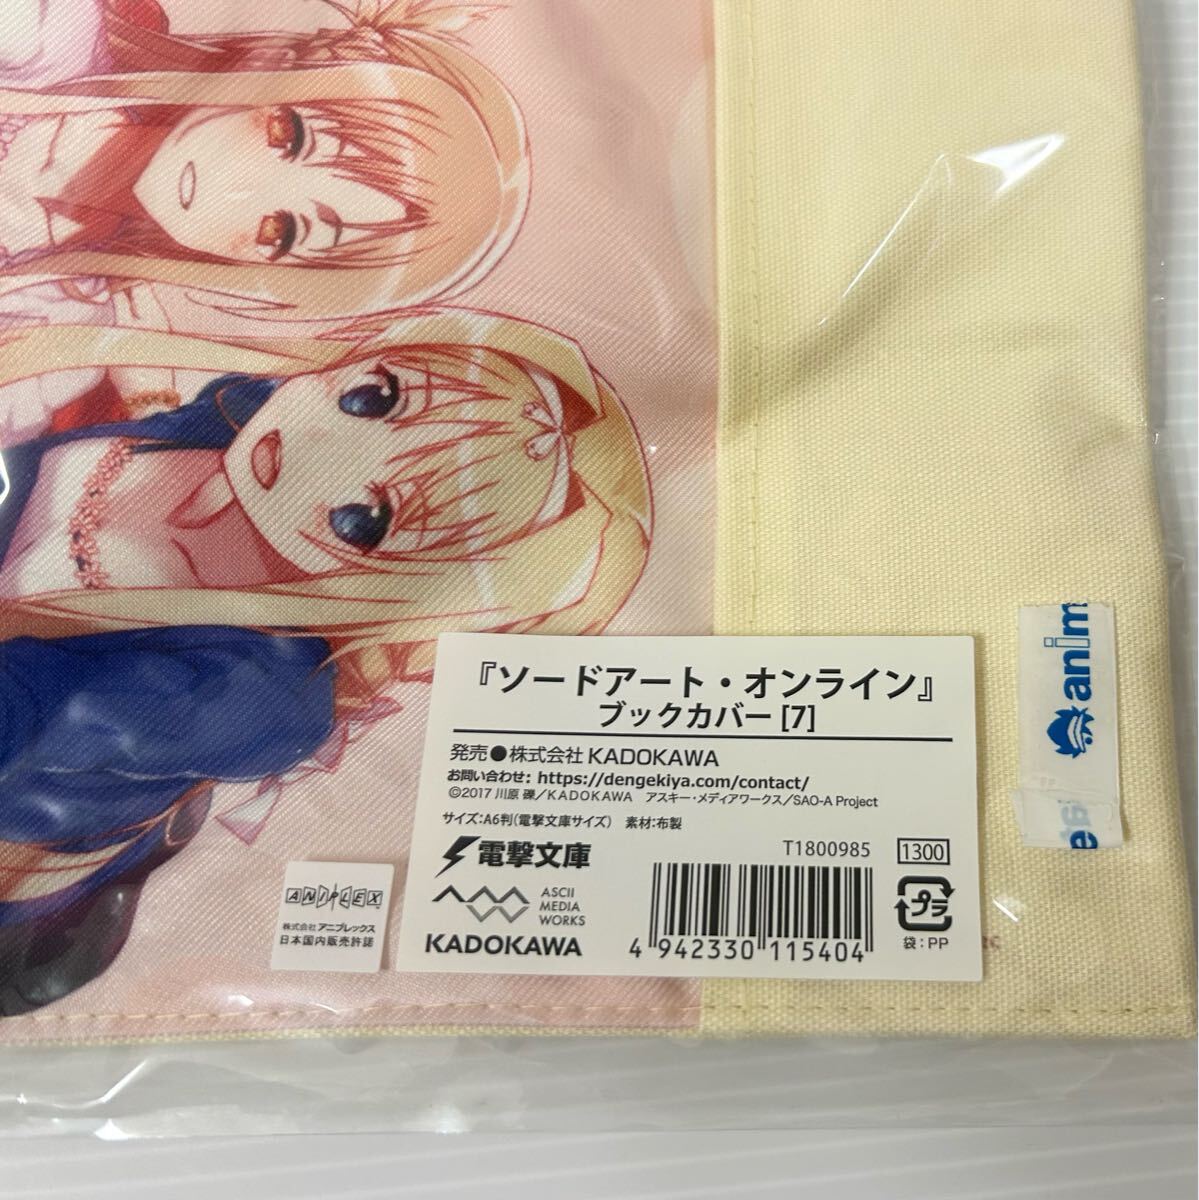 『ソードアート・オンライン』
ブックカバー [7]
発売●株式会社 KADOKAWA
お問い合わせ: https://dengekiya.com/contact/
©2017 川原 礫／KADOKAWA アスキー・メディアワークス／SAO-A Project
サイズ:A6判(電撃文庫サイズ) 素材:布製
電撃文庫
T1800985
1300
ASCII
MEDIA
WORKS
KADOKAWA
4 942330 115404
プラ
袋：PP
ANIPLEX
株式会社 アニプレックス
日本国内販売許諾
anim
ate